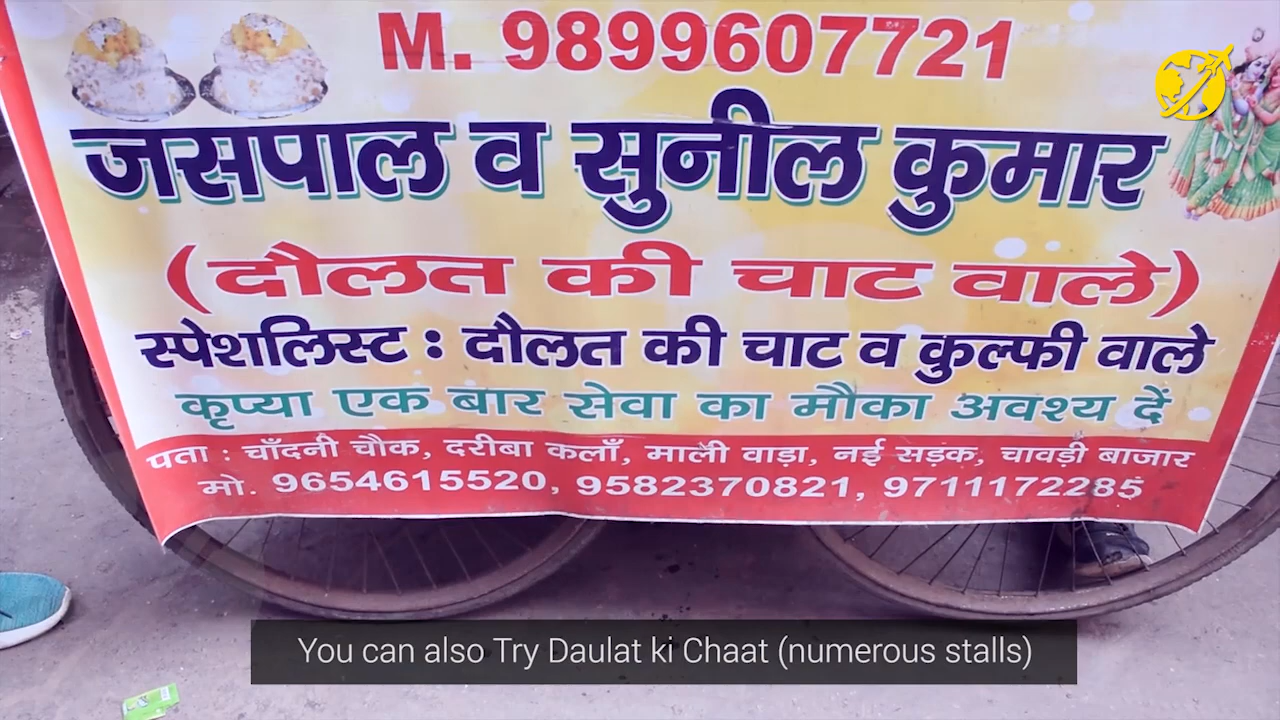 M. 9899607721
जसपाल व सुनील कुमार
(दौलत की चाट वाले)
स्पेशलिस्ट : दौलत की चाट व कुल्फी वाले
कृप्या एक बार सेवा का मौका अवश्य दें
पता : चाँदनी चौक, दरीबा कलाँ, माली वाड़ा, नई सड़क, चावड़ी बाजार
मो. 9654615520, 9582370821, 9711172285
You can also Try Daulat ki Chaat (numerous stalls)